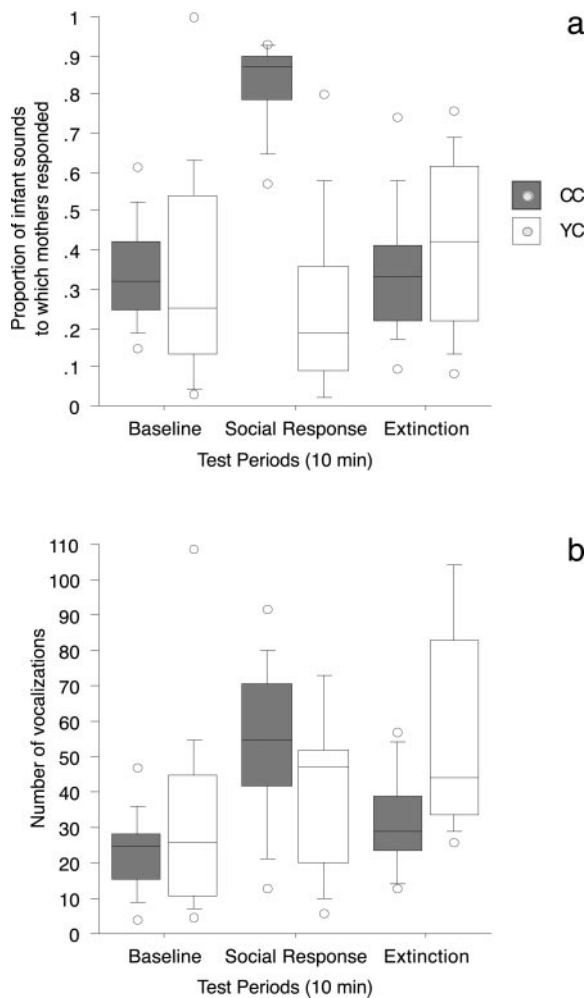 a
Proportion of infant sounds
to which mothers responded
1
.9
.8
.7
.6
.5
.4
.3
.2
.1
0
Baseline Social Response Extinction
Test Periods (10 min)
CC
YC
b
Number of vocalizations
110
100
90
80
70
60
50
40
30
20
10
0
Baseline Social Response Extinction
Test Periods (10 min)